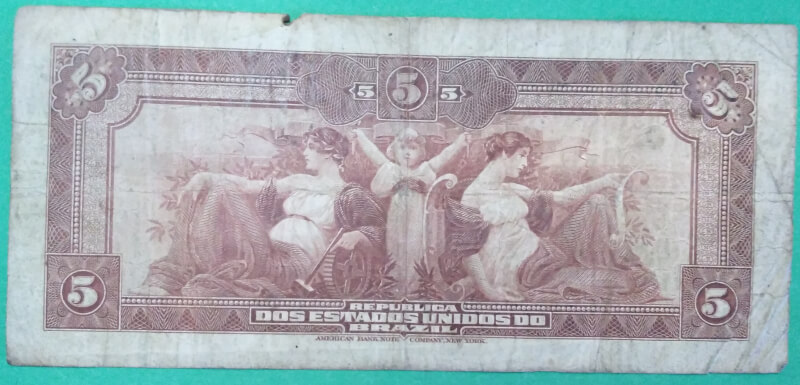 5 5
5 5 5
5 5
REPUBLICA
DOS ESTADOS UNIDOS DO
BRAZIL
AMERICAN BANK NOTE COMPANY, NEW YORK.